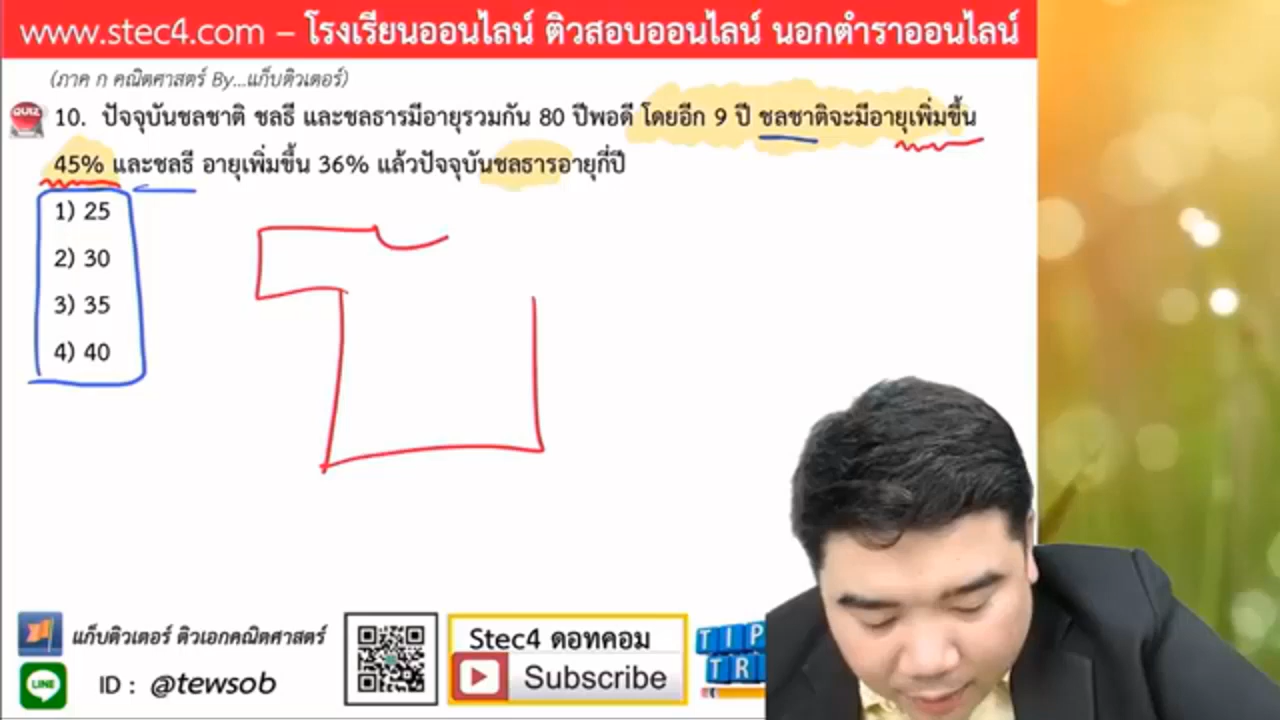 www.stec4.com – โรงเรียนออนไลน์ ติวสอบออนไลน์ นอกตำราออนไลน์
(ภาค ก คณิตศาสตร์ By...แก็บติวเตอร์)
QUIZ 10. ปัจจุบันชลชาติ ชลธี และชลธารมีอายุรวมกัน 80 ปีพอดี โดยอีก 9 ปี ชลชาติจะมีอายุเพิ่มขึ้น
45% และชลธี อายุเพิ่มขึ้น 36% แล้วปัจจุบันชลธารอายุกี่ปี
1) 25
2) 30
3) 35
4) 40
แก็บติวเตอร์ ติวเอกคณิตศาสตร์
LINE ID : @tewsob
Stec4 ดอทคอม
Subscribe
TIP
TR